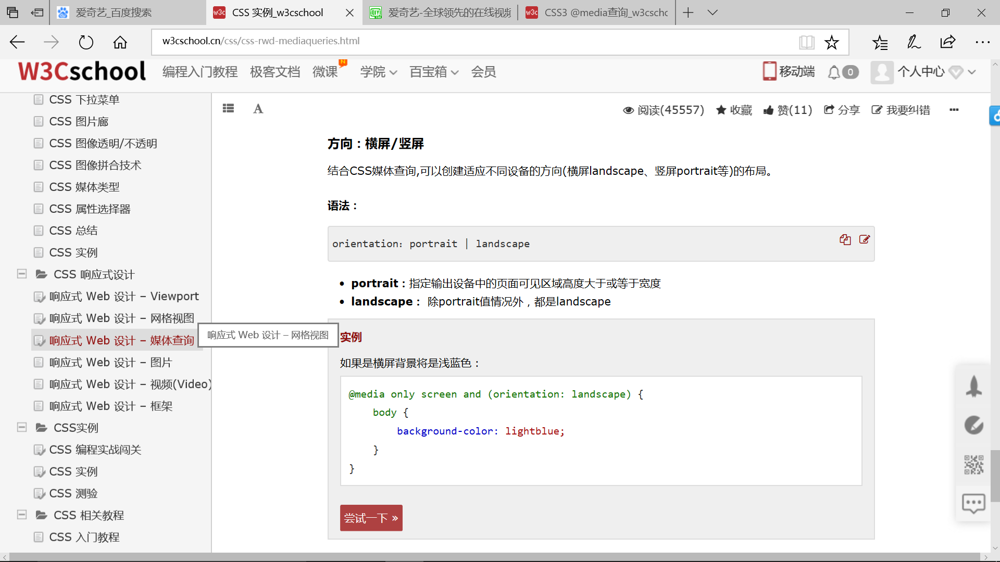 爱奇艺_百度搜索
CSS 实例_w3cschool
爱奇艺-全球领先的在线视频
CSS3 @media查询_w3cschc
w3cschool.cn/css/css-rwd-mediaqueries.html
W3Cschool
编程入门教程
极客文档
微课
N
学院
百宝箱
会员
移动端
0
个人中心
CSS 下拉菜单
CSS 图片廊
CSS 图像透明/不透明
CSS 图像拼合技术
CSS 媒体类型
CSS 属性选择器
CSS 总结
CSS 实例
CSS 响应式设计
响应式 Web 设计 – Viewport
响应式 Web 设计 – 网格视图
响应式 Web 设计 – 媒体查询
响应式 Web 设计 – 图片
响应式 Web 设计 – 视频(Video)
响应式 Web 设计 – 框架
CSS实例
CSS 编程实战闯关
CSS 实例
CSS 测验
CSS 相关教程
CSS 入门教程
响应式 Web 设计 – 网格视图
A
阅读(45557)
收藏
赞(11)
分享
我要纠错
方向：横屏/竖屏
结合CSS媒体查询,可以创建适应不同设备的方向(横屏landscape、竖屏portrait等)的布局。
语法：
orientation: portrait | landscape
• portrait：指定输出设备中的页面可见区域高度大于或等于宽度
• landscape： 除portrait值情况外，都是landscape
实例
如果是横屏背景将是浅蓝色：
@media only screen and (orientation: landscape) {
body {
background-color: lightblue;
}
}
尝试一下 »